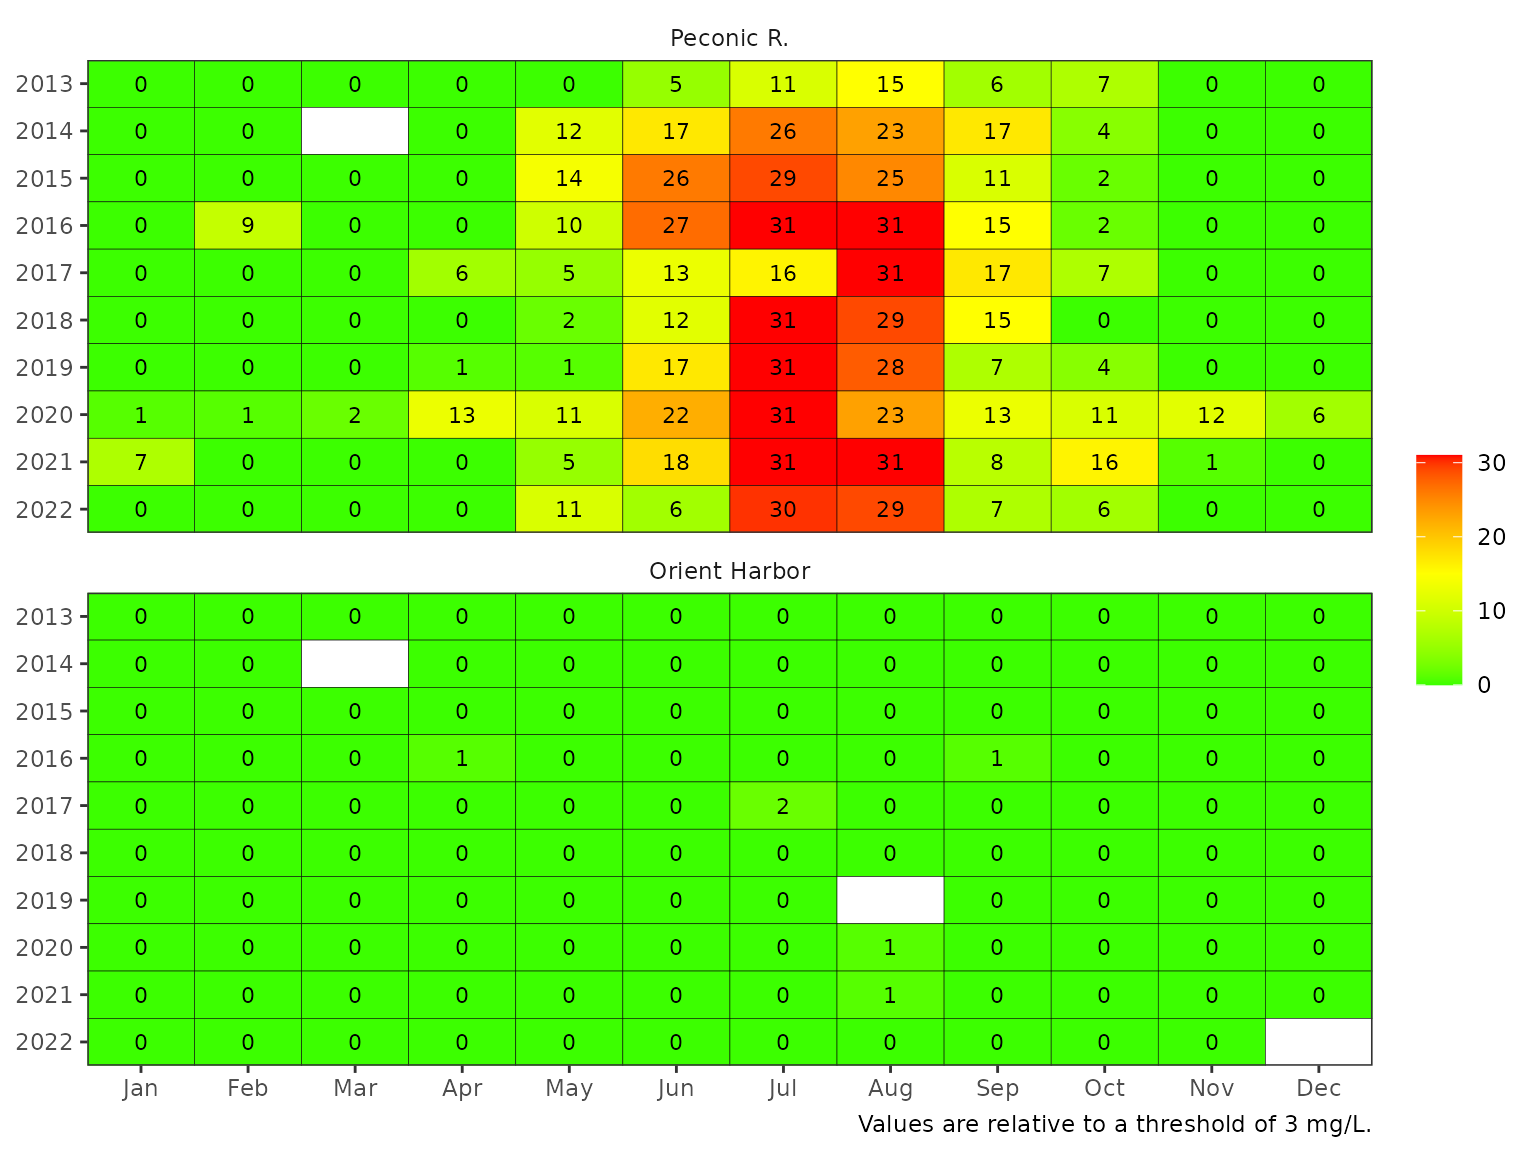 Peconic R.
2013 0 0 0 0 0 5 11 15 6 7 0 0
2014 0 0 0 12 17 26 23 17 4 0 0
2015 0 0 0 0 14 26 29 25 11 2 0 0
2016 0 9 0 0 10 27 31 31 15 2 0 0
2017 0 0 0 6 5 13 16 31 17 7 0 0
2018 0 0 0 0 2 12 31 29 15 0 0 0
2019 0 0 0 1 1 17 31 28 7 4 0 0
2020 1 1 2 13 11 22 31 23 13 11 12 6
2021 7 0 0 0 5 18 31 31 8 16 1 0
2022 0 0 0 0 11 6 30 29 7 6 0 0
Orient Harbor
2013 0 0 0 0 0 0 0 0 0 0 0 0
2014 0 0 0 0 0 0 0 0 0 0 0
2015 0 0 0 0 0 0 0 0 0 0 0 0
2016 0 0 0 1 0 0 0 0 1 0 0 0
2017 0 0 0 0 0 0 2 0 0 0 0 0
2018 0 0 0 0 0 0 0 0 0 0 0 0
2019 0 0 0 0 0 0 0 0 0 0 0
2020 0 0 0 0 0 0 0 1 0 0 0 0
2021 0 0 0 0 0 0 0 1 0 0 0 0
2022 0 0 0 0 0 0 0 0 0 0 0
Jan Feb Mar Apr May Jun Jul Aug Sep Oct Nov Dec
Values are relative to a threshold of 3 mg/L.
30
20
10
0